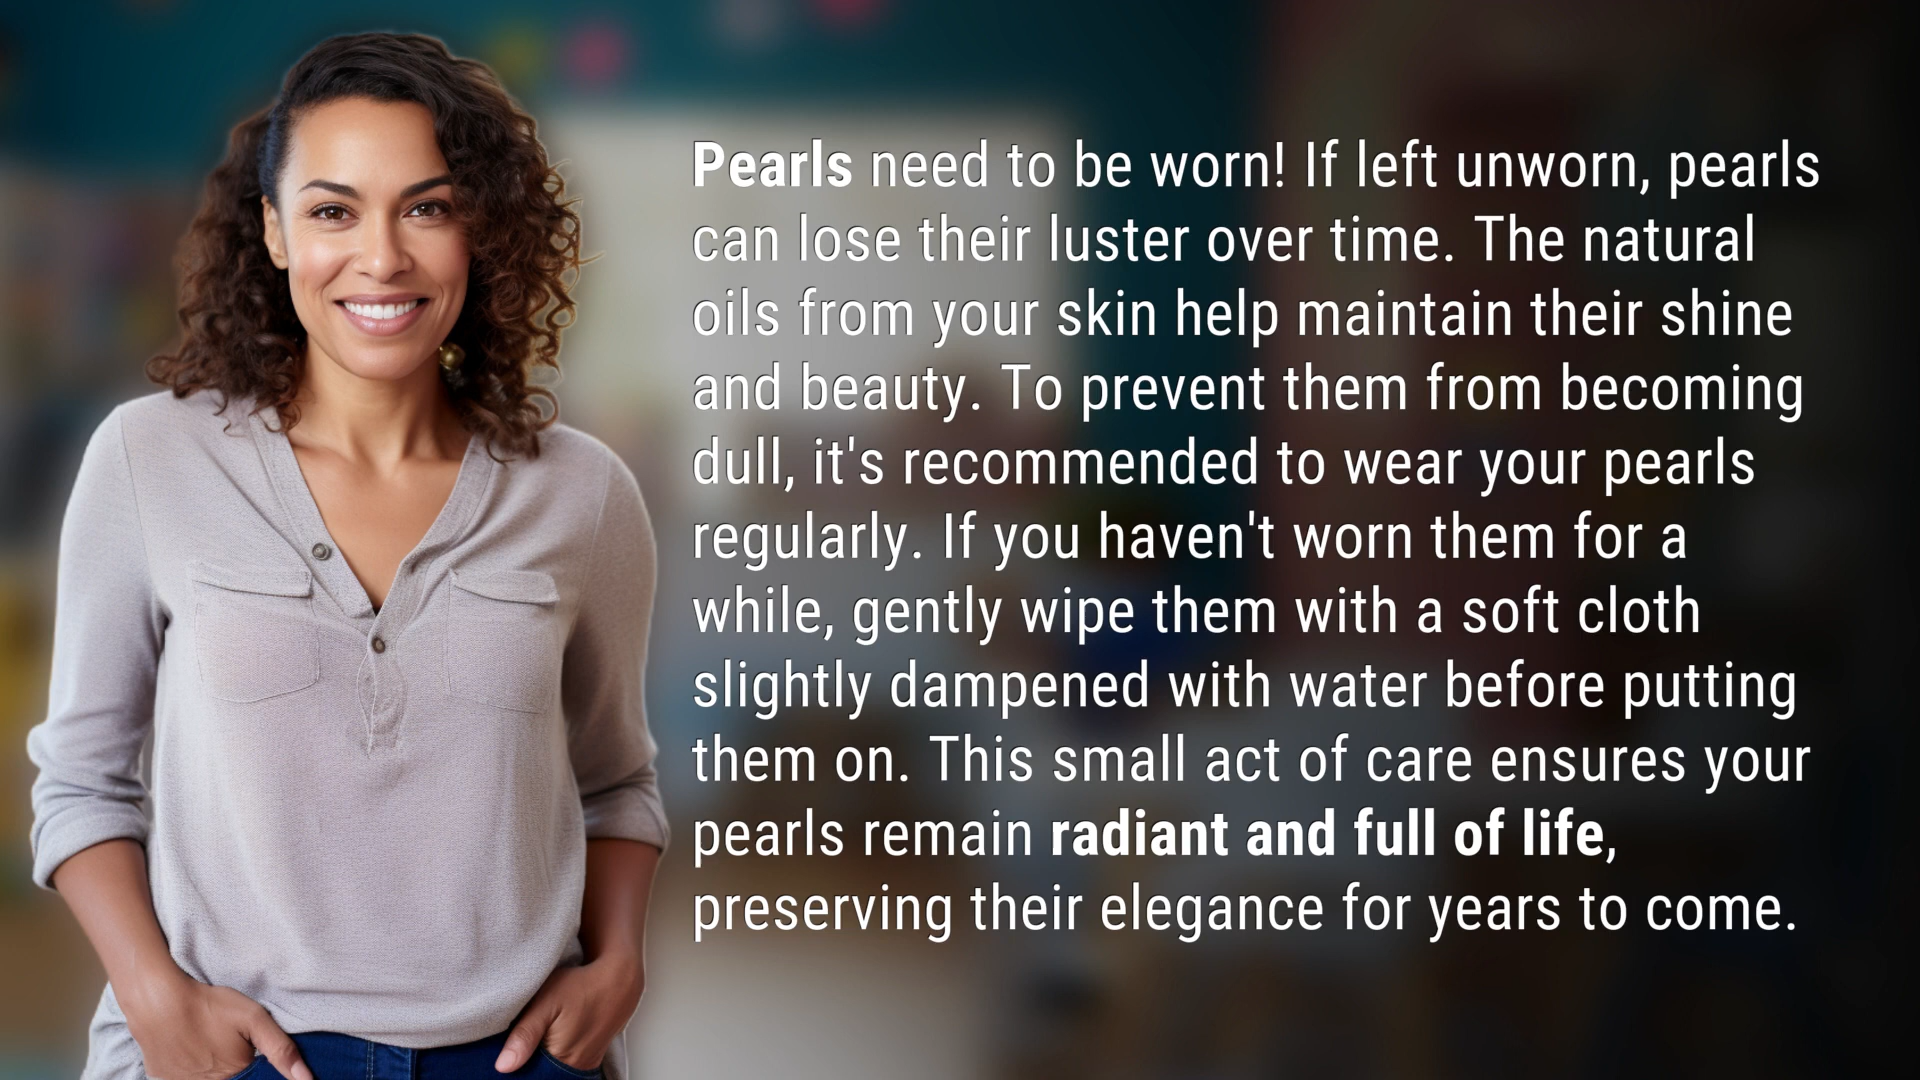 Pearls need to be worn! If left unworn, pearls
can lose their luster over time. The natural
oils from your skin help maintain their shine
and beauty. To prevent them from becoming
dull, it's recommended to wear your pearls
regularly. If you haven't worn them for a
while, gently wipe them with a soft cloth
slightly dampened with water before putting
them on. This small act of care ensures your
pearls remain radiant and full of life,
preserving their elegance for years to come.